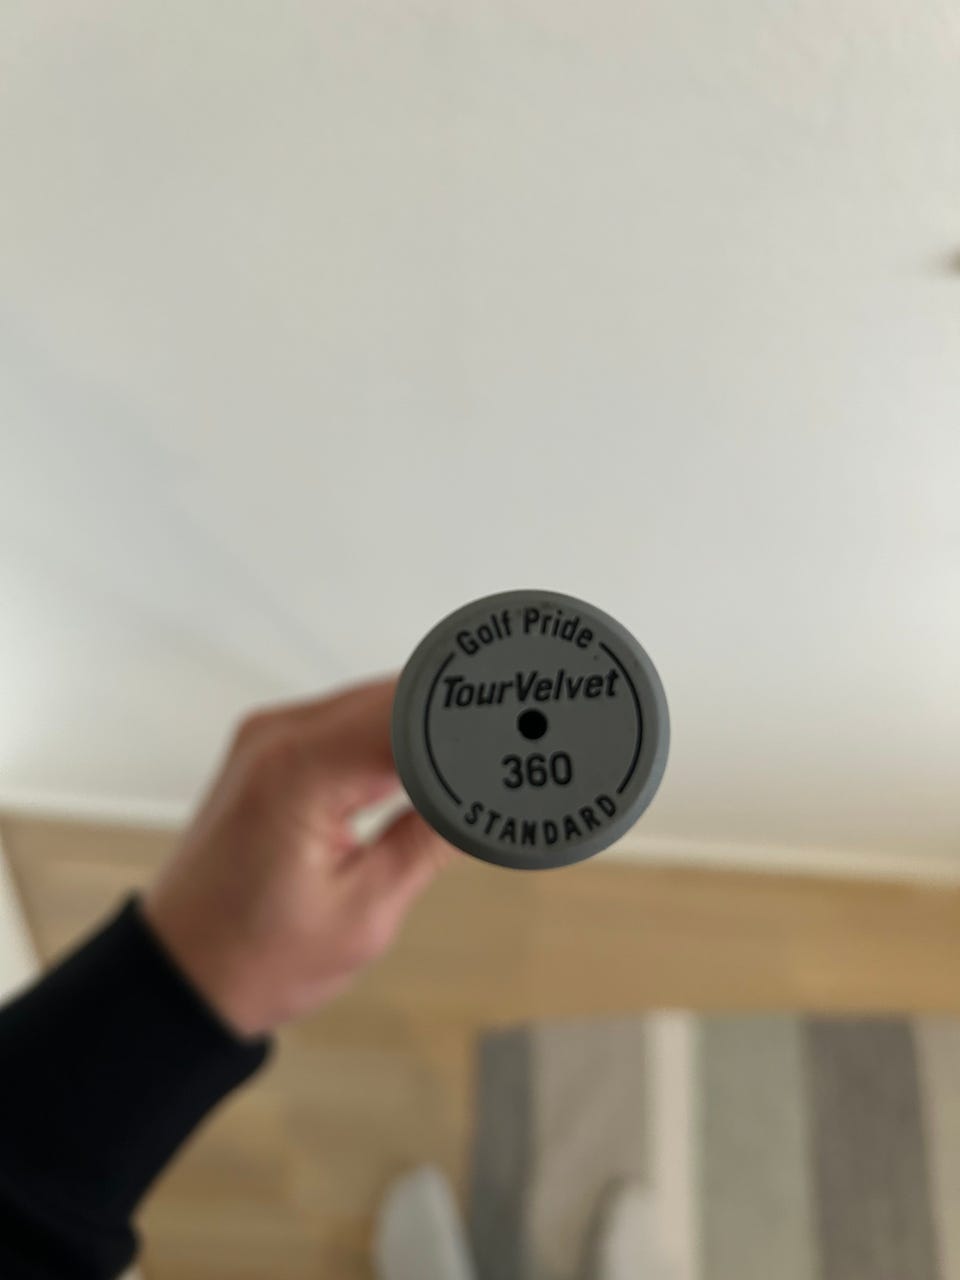 Golf Pride
TourVelvet
360
STANDARD